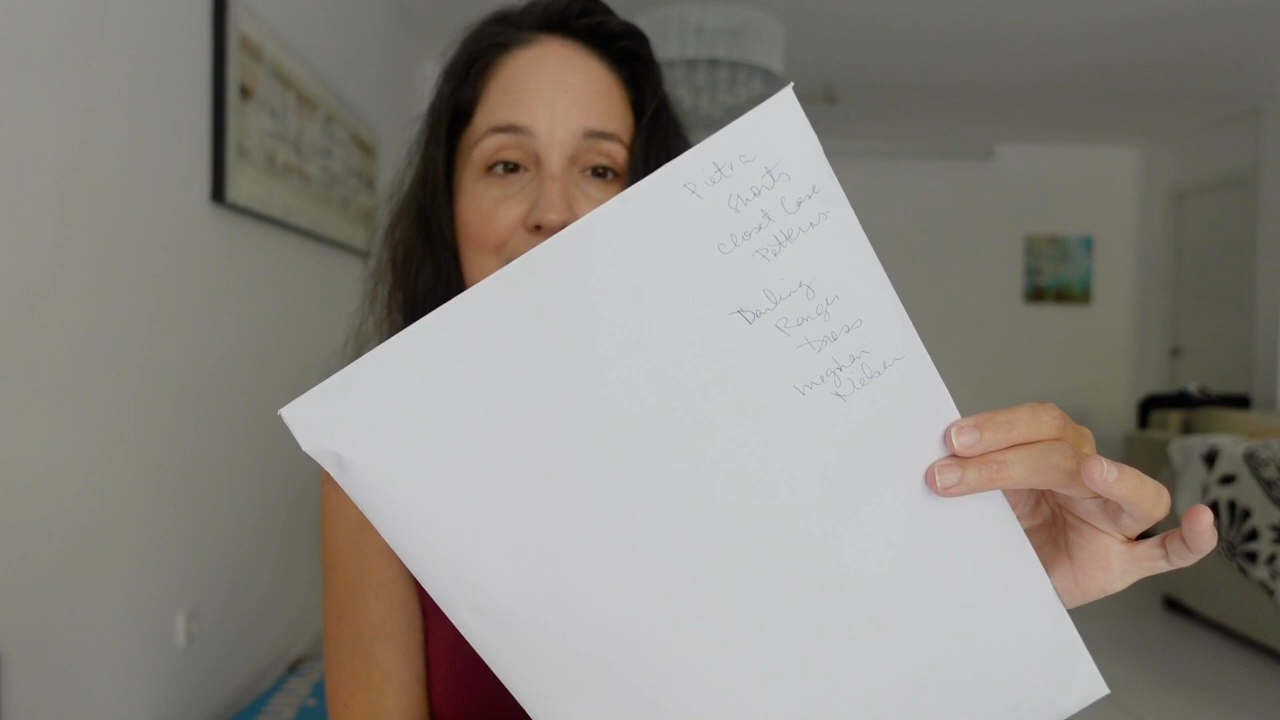 Pietra
Shorts
Closet Case
Patterns
Darling
Ranges
Dress
Meghan
Nielsen